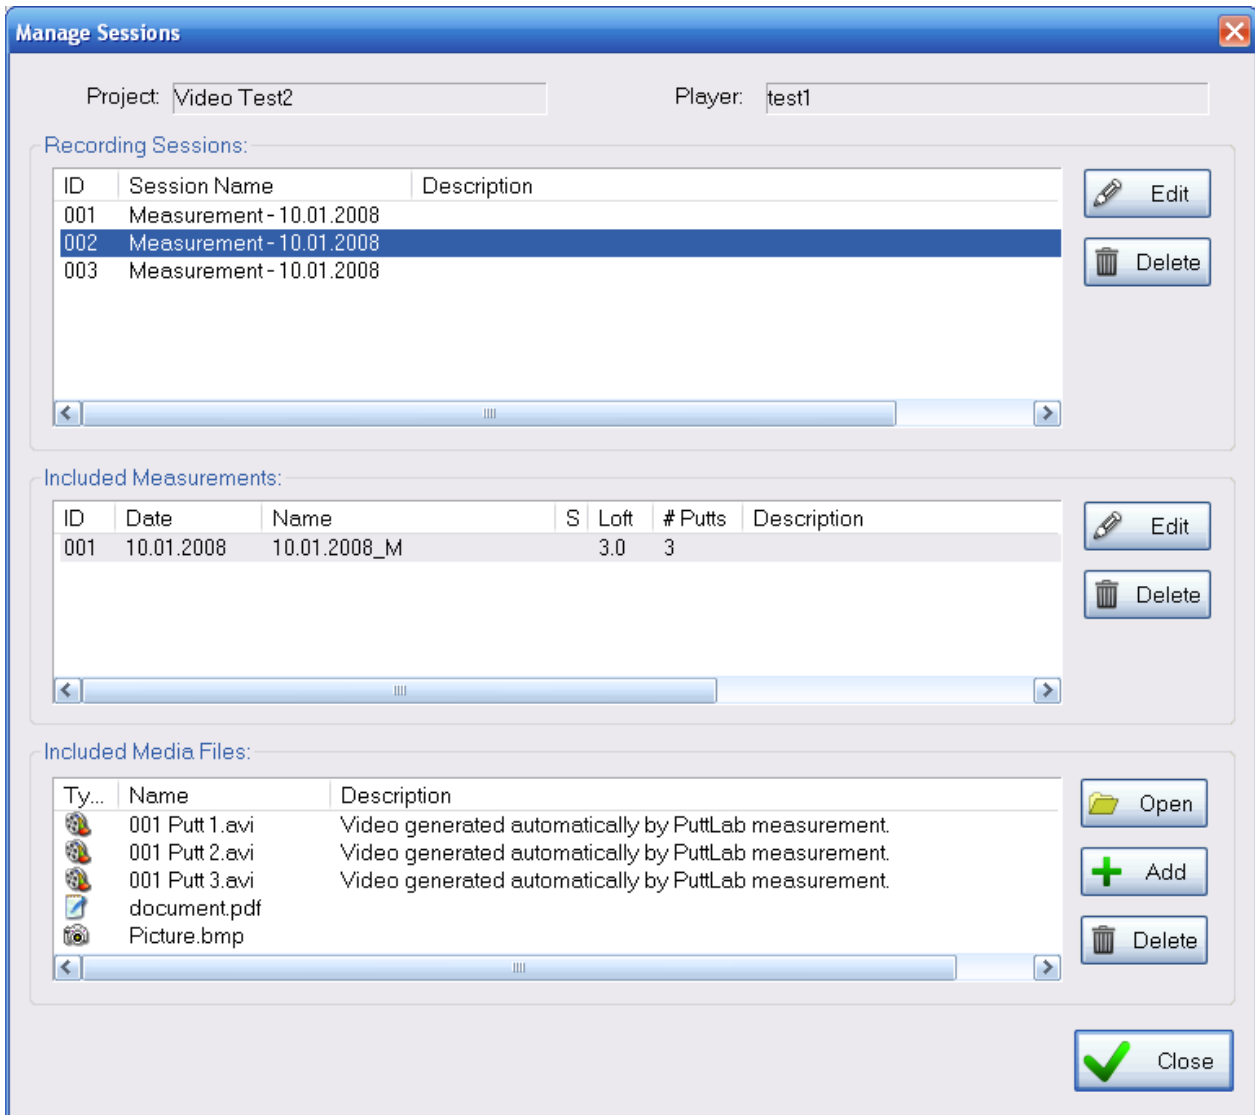 Manage Sessions
Project: Video Test2 Player: test1
Recording Sessions:
ID Session Name Description
001 Measurement - 10.01.2008
002 Measurement - 10.01.2008
003 Measurement - 10.01.2008
Edit
Delete
Included Measurements:
ID Date Name S Loft # Putts Description
001 10.01.2008 10.01.2008_M 3.0 3
Edit
Delete
Included Media Files:
Ty... Name Description
001 Putt 1.avi Video generated automatically by PuttLab measurement.
001 Putt 2.avi Video generated automatically by PuttLab measurement.
001 Putt 3.avi Video generated automatically by PuttLab measurement.
document.pdf
Picture.bmp
Open
Add
Delete
Close